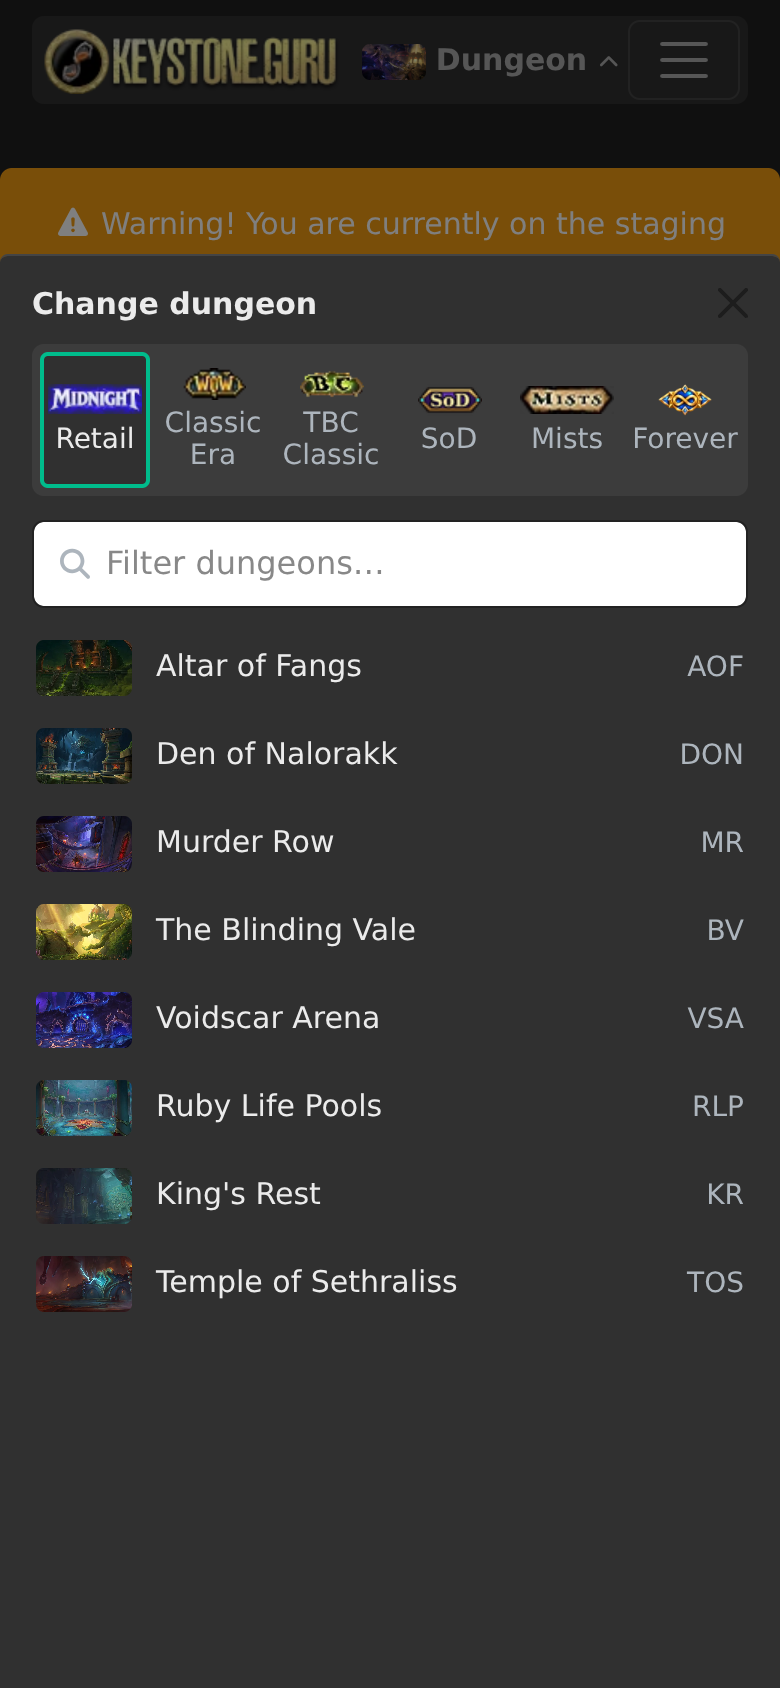 KEYSTONE.GURU
Dungeon
Warning! You are currently on the staging
Change dungeon
MIDNIGHT
Retail
WOW
Classic
Era
BC
TBC
Classic
SoD
SoD
MISTS
Mists
Forever
Filter dungeons...
Altar of Fangs AOF
Den of Nalorakk DON
Murder Row MR
The Blinding Vale BV
Voidscar Arena VSA
Ruby Life Pools RLP
King's Rest KR
Temple of Sethraliss TOS